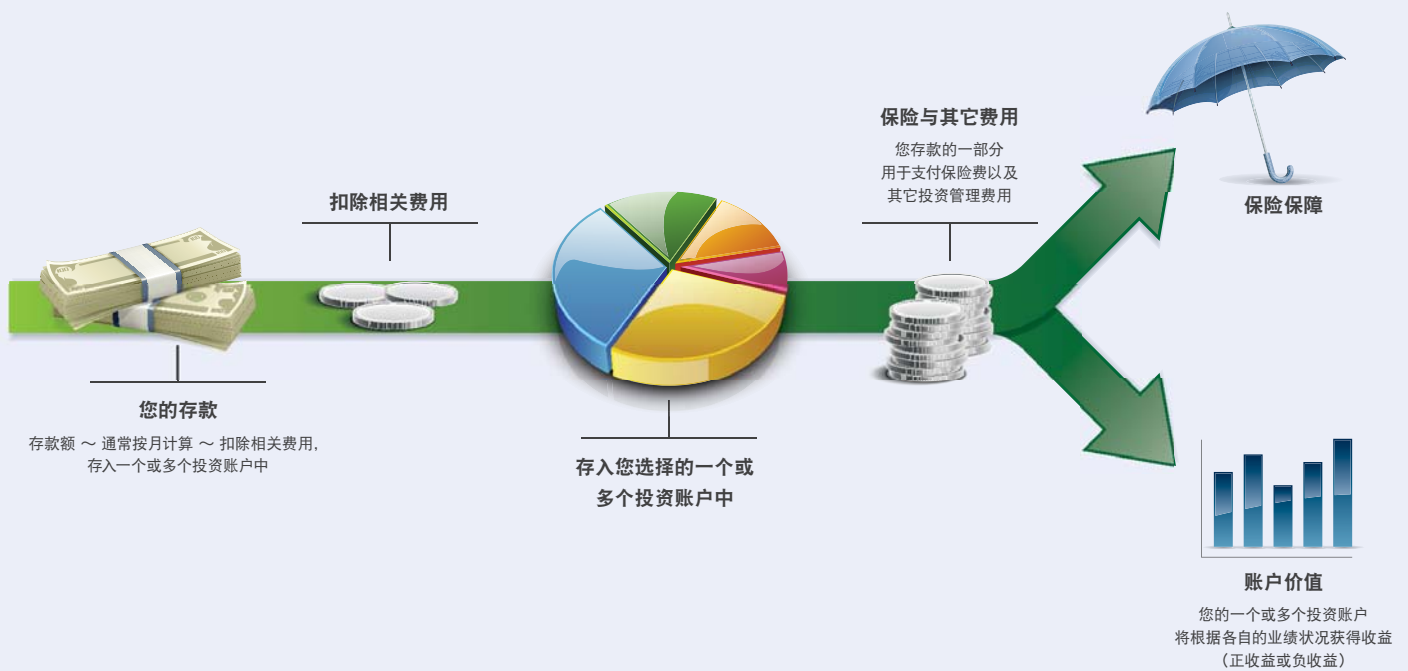 您的存款
存款额 ～ 通常按月计算 ～ 扣除相关费用，
存入一个或多个投资账户中
扣除相关费用
存入您选择的一个或
多个投资账户中
保险与其它费用
您存款的一部分
用于支付保险费以及
其它投资管理费用
保险保障
账户价值
您的一个或多个投资账户
将根据各自的业绩状况获得收益
（正收益或负收益）